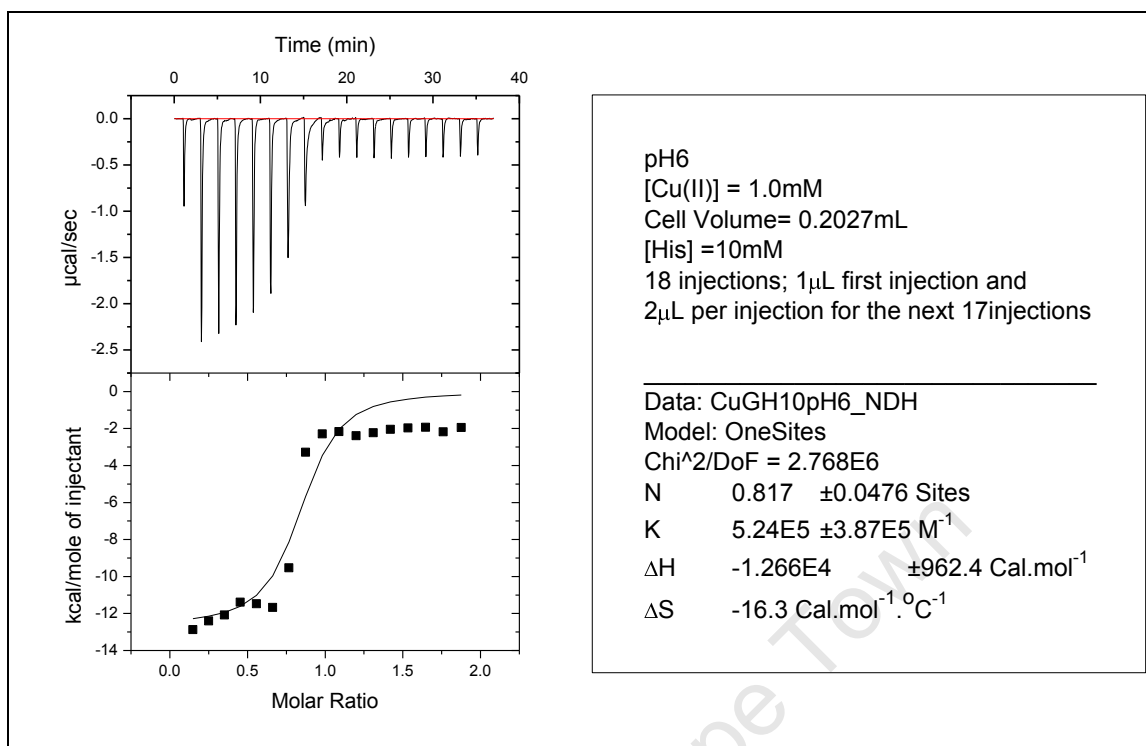 Time (min)
0 10 20 30 40
0.0
-0.5
-1.0
-1.5
-2.0
-2.5
µcal/sec
0
-2
-4
-6
-8
-10
-12
-14
kcal/mole of injectant
0.0 0.5 1.0 1.5 2.0
Molar Ratio
pH6
[Cu(II)] = 1.0mM
Cell Volume= 0.2027mL
[His] =10mM
18 injections; 1µL first injection and
2µL per injection for the next 17injections
Data: CuGH10pH6_NDH
Model: OneSites
Chi^2/DoF = 2.768E6
N 0.817 ±0.0476 Sites
K 5.24E5 ±3.87E5 M⁻¹
ΔH -1.266E4 ±962.4 Cal.mol⁻¹
ΔS -16.3 Cal.mol⁻¹.°C⁻¹
pe Town